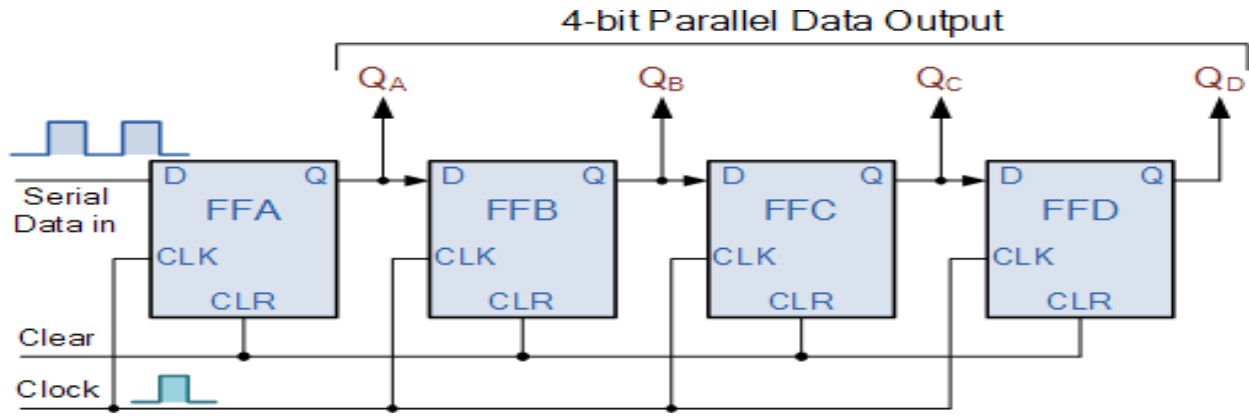 4-bit Parallel Data Output
QA QB QC QD
D Q D Q D Q D Q
Serial
Data in
FFA FFB FFC FFD
CLK CLK CLK CLK
CLR CLR CLR CLR
Clear
Clock